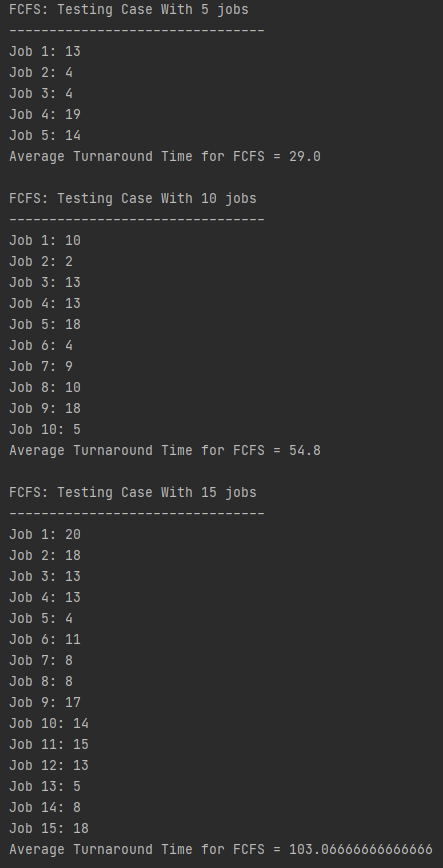 FCFS: Testing Case With 5 jobs
--------------------------------
Job 1: 13
Job 2: 4
Job 3: 4
Job 4: 19
Job 5: 14
Average Turnaround Time for FCFS = 29.0
FCFS: Testing Case With 10 jobs
--------------------------------
Job 1: 10
Job 2: 2
Job 3: 13
Job 4: 13
Job 5: 18
Job 6: 4
Job 7: 9
Job 8: 10
Job 9: 18
Job 10: 5
Average Turnaround Time for FCFS = 54.8
FCFS: Testing Case With 15 jobs
--------------------------------
Job 1: 20
Job 2: 18
Job 3: 13
Job 4: 13
Job 5: 4
Job 6: 11
Job 7: 8
Job 8: 8
Job 9: 17
Job 10: 14
Job 11: 15
Job 12: 13
Job 13: 5
Job 14: 8
Job 15: 18
Average Turnaround Time for FCFS = 103.06666666666666